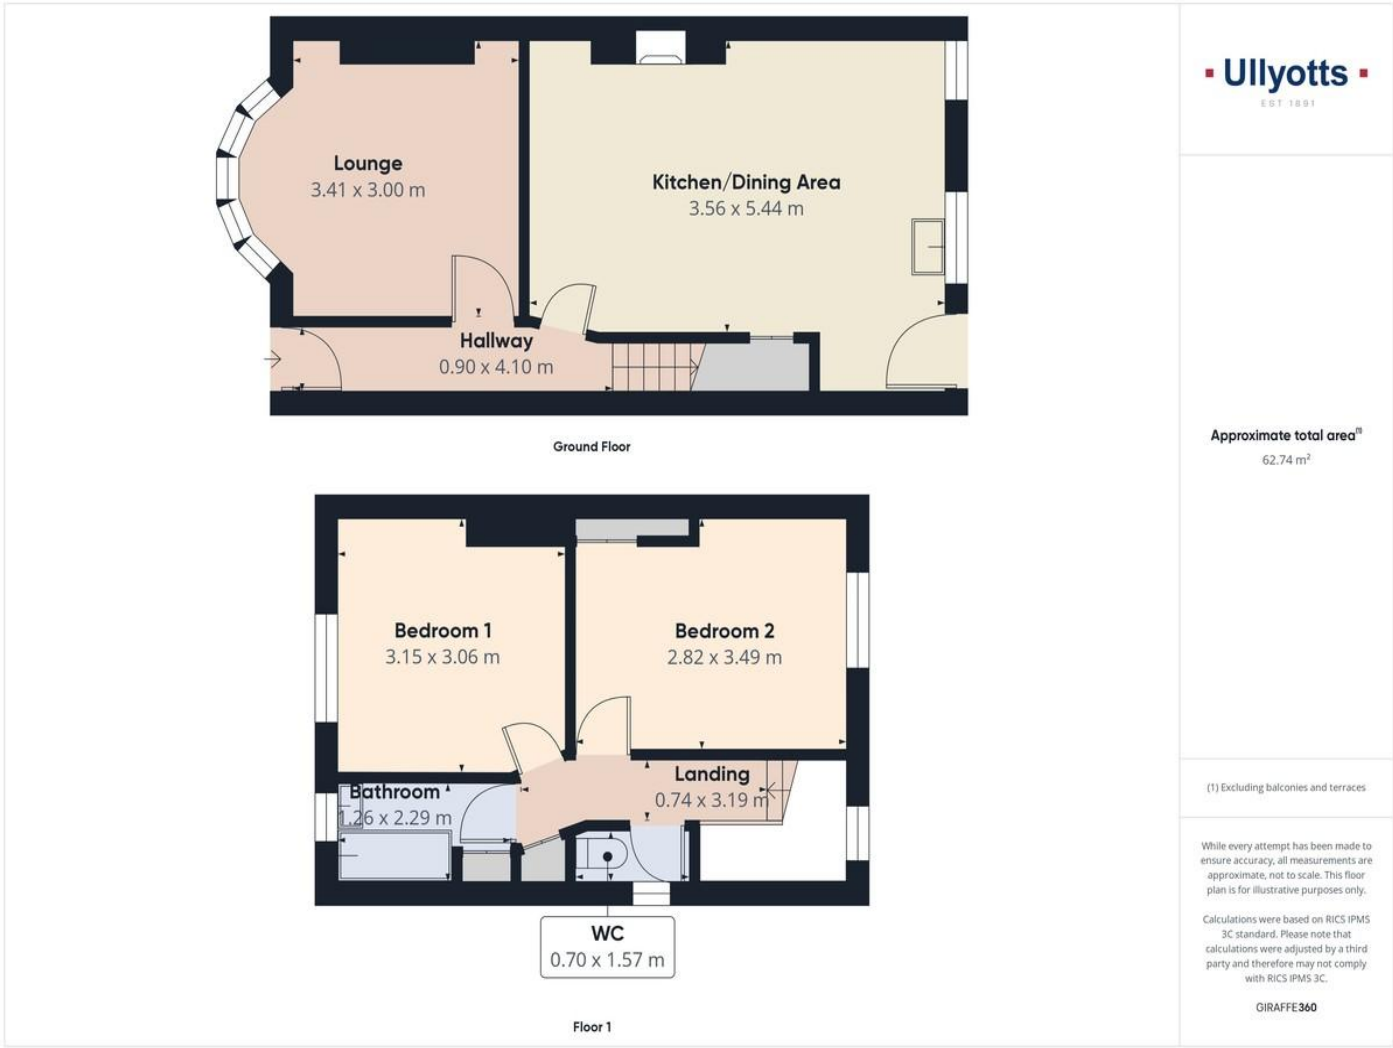 Lounge
3.41 x 3.00 m
Kitchen/Dining Area
3.56 x 5.44 m
Hallway
0.90 x 4.10 m
Ground Floor
Bedroom 1
3.15 x 3.06 m
Bedroom 2
2.82 x 3.49 m
Landing
0.74 x 3.19 m
Bathroom
1.26 x 2.29 m
WC
0.70 x 1.57 m
Floor 1
Ullyotts
EST 1891
Approximate total area(1)
62.74 m²
(1) Excluding balconies and terraces
While every attempt has been made to
ensure accuracy, all measurements are
approximate, not to scale. This floor
plan is for illustrative purposes only.
Calculations were based on RICS IPMS
3C standard. Please note that
calculations were adjusted by a third
party and therefore may not comply
with RICS IPMS 3C.
GIRAFFE360